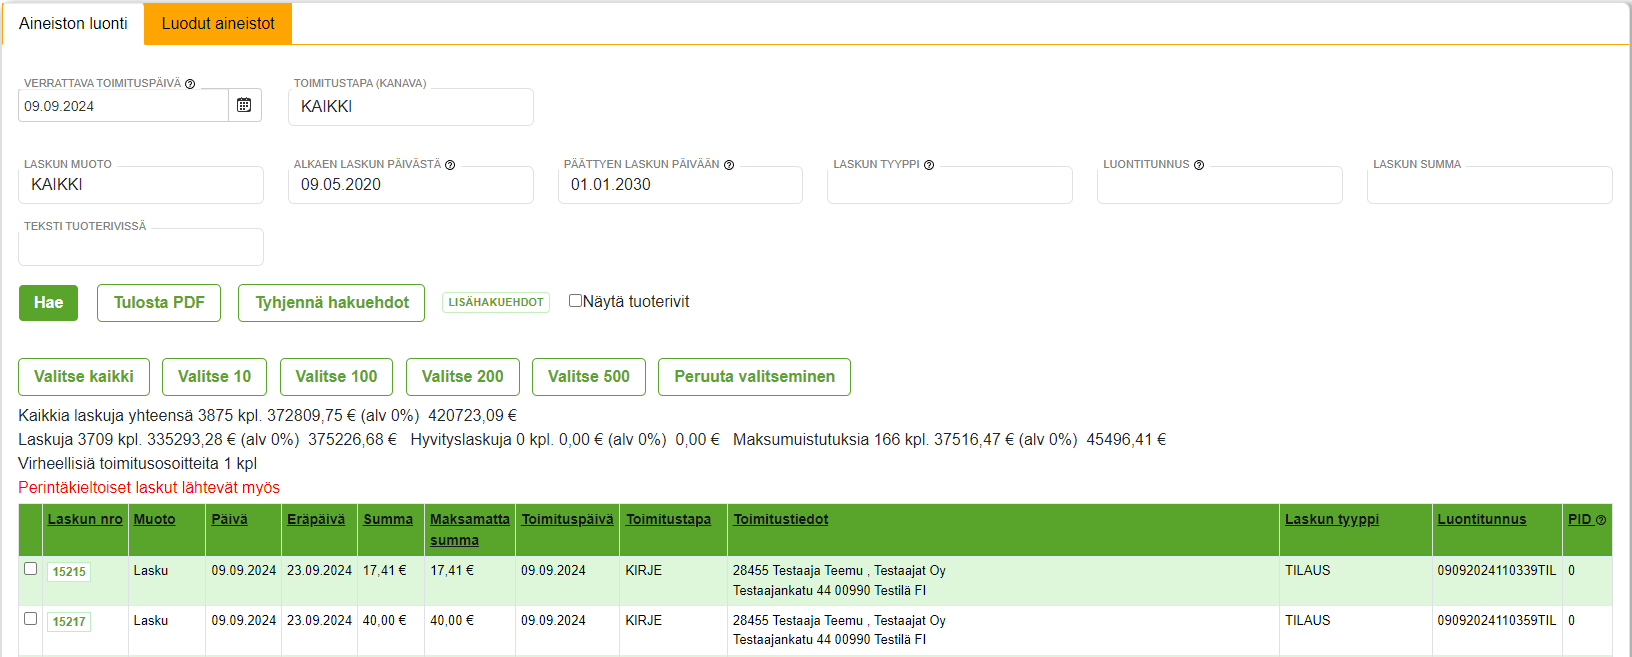 Aineiston luonti Luodut aineistot
VERRATTAVA TOIMITUSPÄIVÄ TOIMITUSTAPA (KANAVA)
09.09.2024 KAIKKI
LASKUN MUOTO ALKAEN LASKUN PÄIVÄSTÄ PÄÄTTYEN LASKUN PÄIVÄÄN LASKUN TYYPPI LUONTITUNNUS LASKUN SUMMA
KAIKKI 09.05.2020 01.01.2030
TEKSTI TUOTERIVISSÄ
Hae Tulosta PDF Tyhjennä hakuehdot LISÄHAKUEHDOT Näytä tuoterivit
Valitse kaikki Valitse 10 Valitse 100 Valitse 200 Valitse 500 Peruuta valitseminen
Kaikkia laskuja yhteensä 3875 kpl. 372809,75 € (alv 0%) 420723,09 €
Laskuja 3709 kpl. 335293,28 € (alv 0%) 375226,68 € Hyvityslaskuja 0 kpl. 0,00 € (alv 0%) 0,00 € Maksumuistutuksia 166 kpl. 37516,47 € (alv 0%) 45496,41 €
Virheellisiä toimitusosoitteita 1 kpl
Perintäkieltoiset laskut lähtevät myös
Laskun nro Muoto Päivä Eräpäivä Summa Maksamatta Toimituspäivä Toimitustapa Toimitustiedot Laskun tyyppi Luontitunnus PID
summa
15215 Lasku 09.09.2024 23.09.2024 17,41 € 17,41 € 09.09.2024 KIRJE 28455 Testaaja Teemu , Testaajat Oy TILAUS 09092024110339TIL 0
Testaajankatu 44 00990 Testilä FI
15217 Lasku 09.09.2024 23.09.2024 40,00 € 40,00 € 09.09.2024 KIRJE 28455 Testaaja Teemu , Testaajat Oy TILAUS 09092024110359TIL 0
Testaajankatu 44 00990 Testilä FI